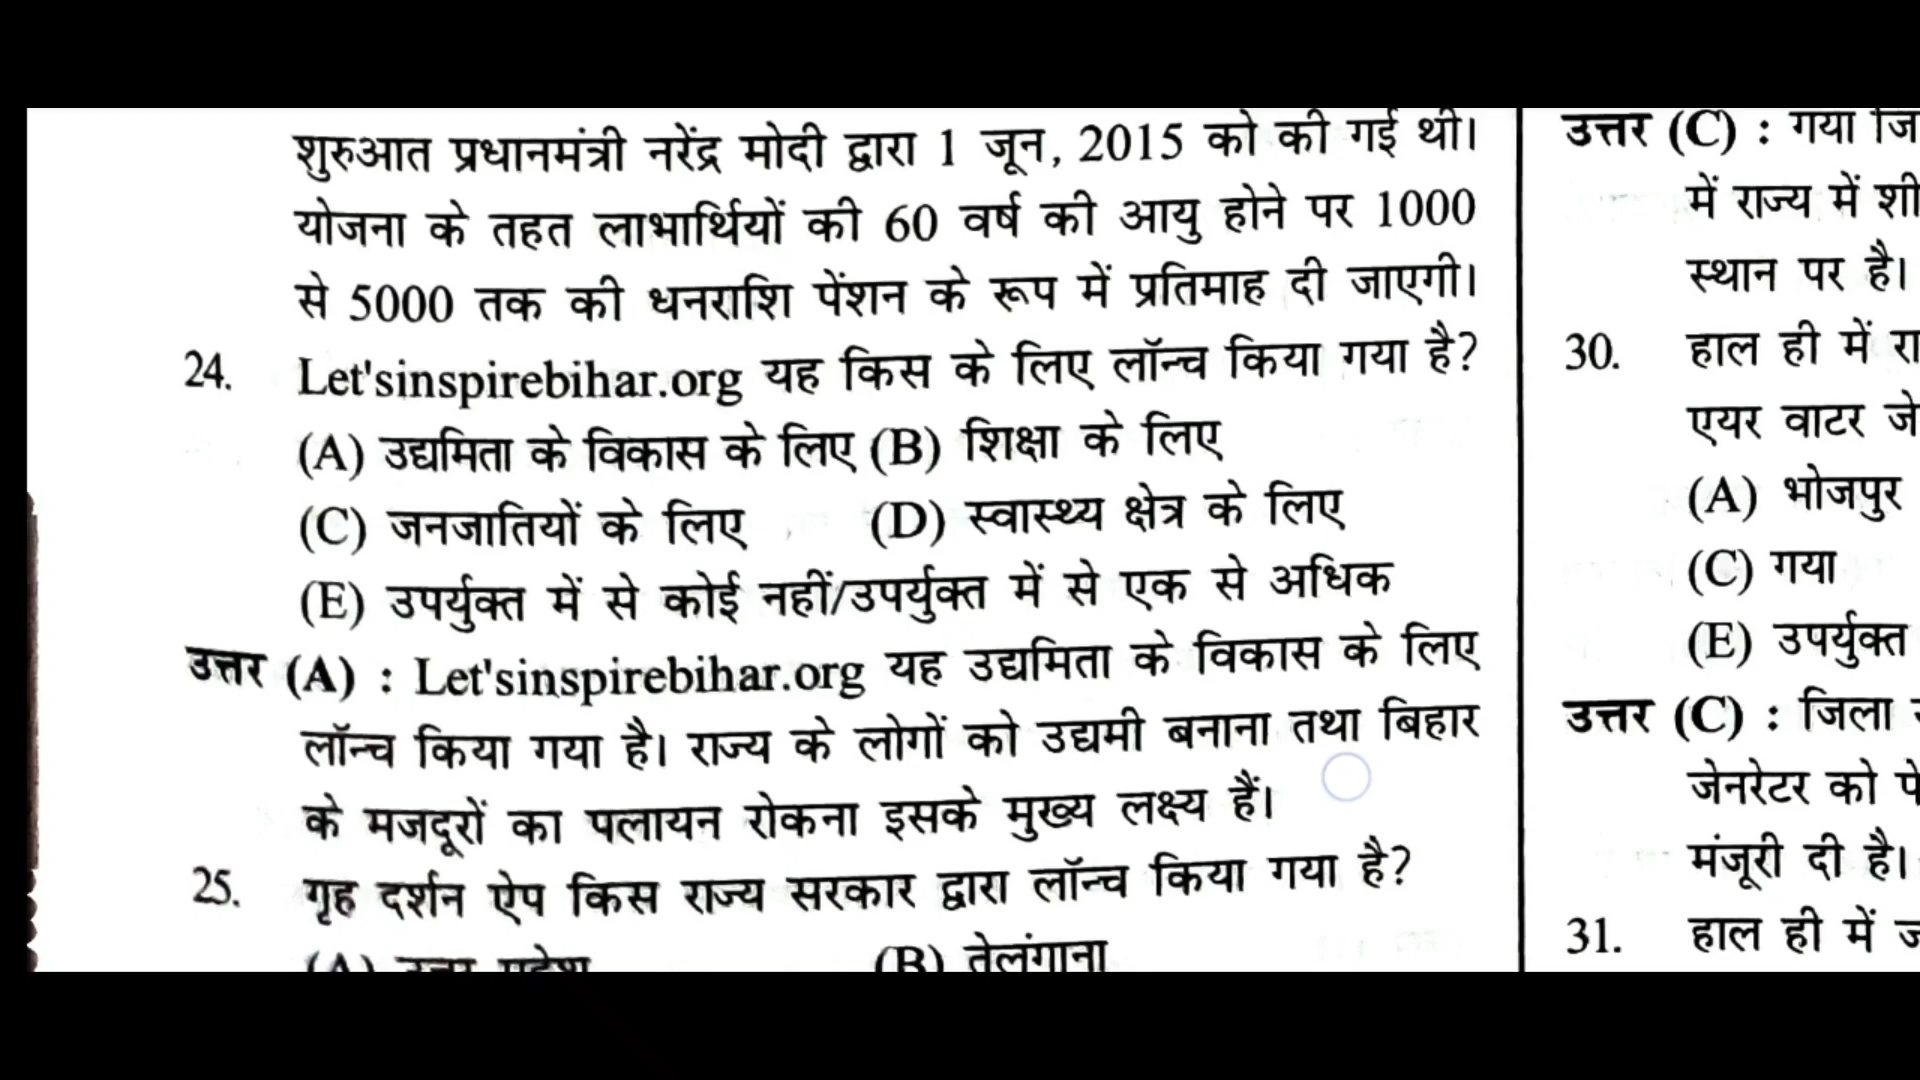 शुरुआत प्रधानमंत्री नरेंद्र मोदी द्वारा 1 जून, 2015 को की गई थी।
योजना के तहत लाभार्थियों की 60 वर्ष की आयु होने पर 1000
से 5000 तक की धनराशि पेंशन के रूप में प्रतिमाह दी जाएगी।
24. Let'sinspirebihar.org यह किस के लिए लॉन्च किया गया है?
(A) उद्यमिता के विकास के लिए (B) शिक्षा के लिए
(C) जनजातियों के लिए (D) स्वास्थ्य क्षेत्र के लिए
(E) उपर्युक्त में से कोई नहीं/उपर्युक्त में से एक से अधिक
उत्तर (A) : Let'sinspirebihar.org यह उद्यमिता के विकास के लिए
लॉन्च किया गया है। राज्य के लोगों को उद्यमी बनाना तथा बिहार
के मजदूरों का पलायन रोकना इसके मुख्य लक्ष्य हैं।
25. गृह दर्शन ऐप किस राज्य सरकार द्वारा लॉन्च किया गया है?
(B) तेलंगाना
उत्तर (C) : गया
में राज्य में
स्थान पर है।
30. हाल ही में
एयर वाटर
(A) भोजपुर
(C) गया
(E) उपर्युक्त
उत्तर (C) : जिला
जेनरेटर को
मंजूरी दी है।
31. हाल ही में